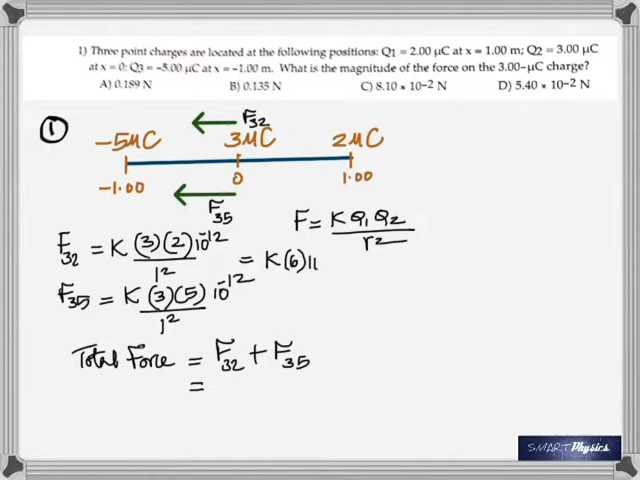 1) Three point charges are located at the following positions: Q1 = 2.00 μC at x = 1.00 m; Q2 = 3.00 μC
at x = 0; Q3 = -5.00 μC at x = -1.00 m. What is the magnitude of the force on the 3.00-μC charge?
A) 0.189 N B) 0.135 N C) 8.10 × 10-2 N D) 5.40 × 10-2 N
① F32
-5μC 3μC 2μC
-1.00 0 1.00
F35
F = K Q1 Q2 / r2
F32 = K (3)(2) 10-12 / 1² = K(6)11
F35 = K (3)(5) 10-12 / 1²
Total Force = F32 + F35
=
SMART Physics